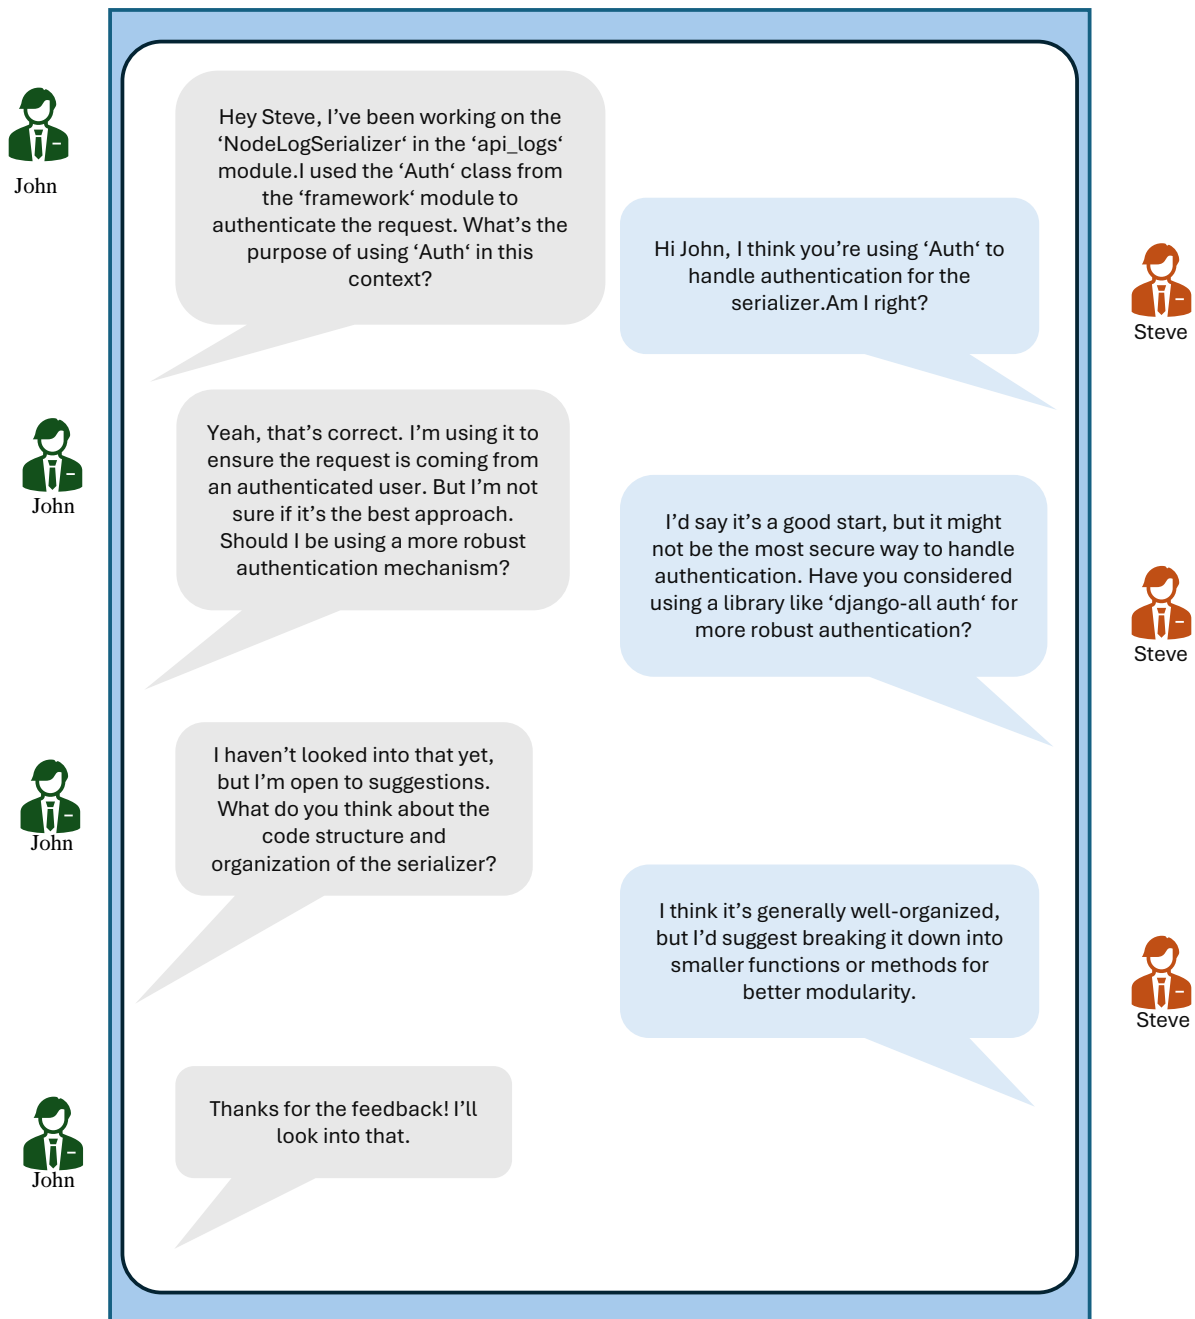 John
Hey Steve, I’ve been working on the
‘NodeLogSerializer‘ in the ‘api_logs‘
module.I used the ‘Auth‘ class from
the ‘framework‘ module to
authenticate the request. What’s the
purpose of using ‘Auth‘ in this
context?
Hi John, I think you’re using ‘Auth‘ to
handle authentication for the
serializer.Am I right?
Steve
Yeah, that’s correct. I’m using it to
ensure the request is coming from
an authenticated user. But I’m not
sure if it’s the best approach.
Should I be using a more robust
authentication mechanism?
John
I’d say it’s a good start, but it might
not be the most secure way to handle
authentication. Have you considered
using a library like ‘django-all auth‘ for
more robust authentication?
Steve
I haven’t looked into that yet,
but I’m open to suggestions.
What do you think about the
code structure and
organization of the serializer?
John
I think it’s generally well-organized,
but I’d suggest breaking it down into
smaller functions or methods for
better modularity.
Steve
Thanks for the feedback! I’ll
look into that.
John